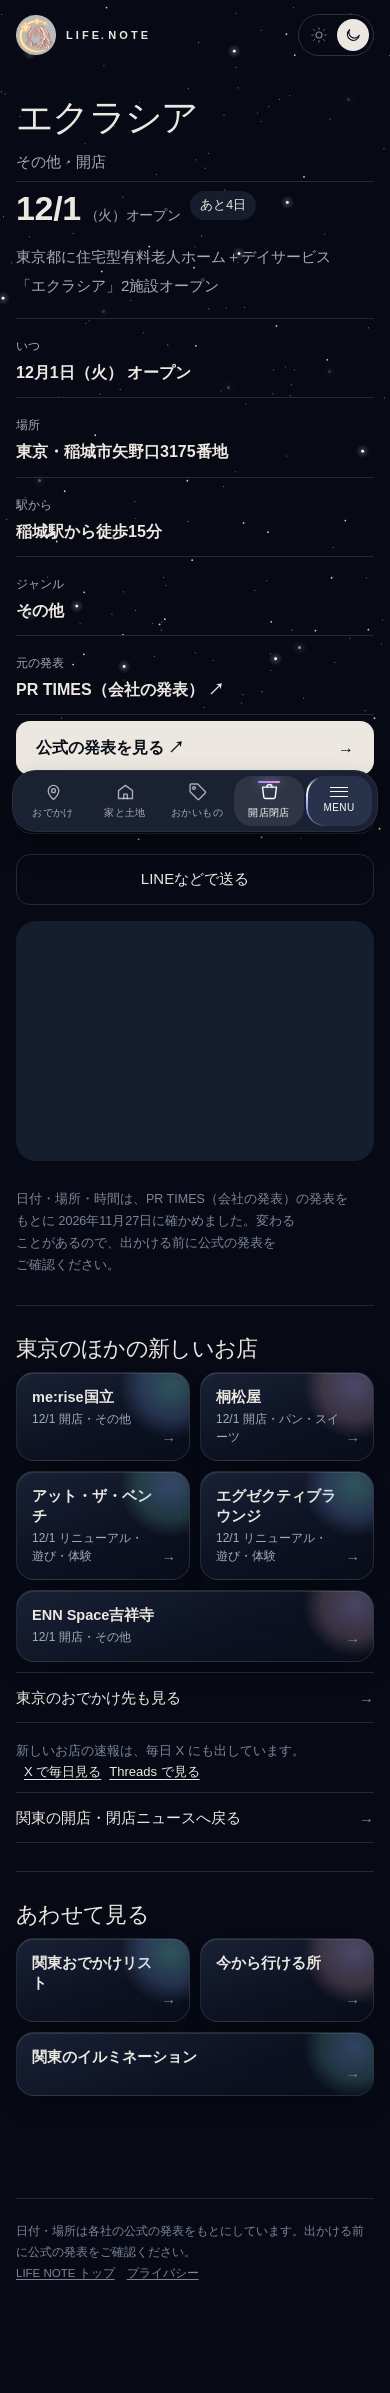 LIFE.NOTE
エクラシア
その他・開店
12/1（火）オープン あと4日
東京都に住宅型有料老人ホーム＋デイサービス
「エクラシア」2施設オープン
いつ
12月1日（火） オープン
場所
東京・稲城市矢野口3175番地
駅から
稲城駅から徒歩15分
ジャンル
その他
元の発表
PR TIMES（会社の発表） ↗
公式の発表を見る ↗ →
おでかけ 家と土地 おかいもの 開店閉店 MENU
LINEなどで送る
日付・場所・時間は、PR TIMES（会社の発表）の発表を
もとに 2026年11月27日に確かめました。変わる
ことがあるので、出かける前に公式の発表を
ご確認ください。
東京のほかの新しいお店
me:rise国立
12/1 開店・その他
→
桐松屋
12/1 開店・パン・スイ
ーツ
→
アット・ザ・ベン
チ
12/1 リニューアル・
遊び・体験
→
エグゼクティブラ
ウンジ
12/1 リニューアル・
遊び・体験
→
ENN Space吉祥寺
12/1 開店・その他
→
東京のおでかけ先も見る →
新しいお店の速報は、毎日 X にも出しています。
X で毎日見る Threads で見る
関東の開店・閉店ニュースへ戻る →
あわせて見る
関東おでかけリス
ト
→
今から行ける所
→
関東のイルミネーション
→
日付・場所は各社の公式の発表をもとにしています。出かける前
に公式の発表をご確認ください。
LIFE NOTE トップ プライバシー